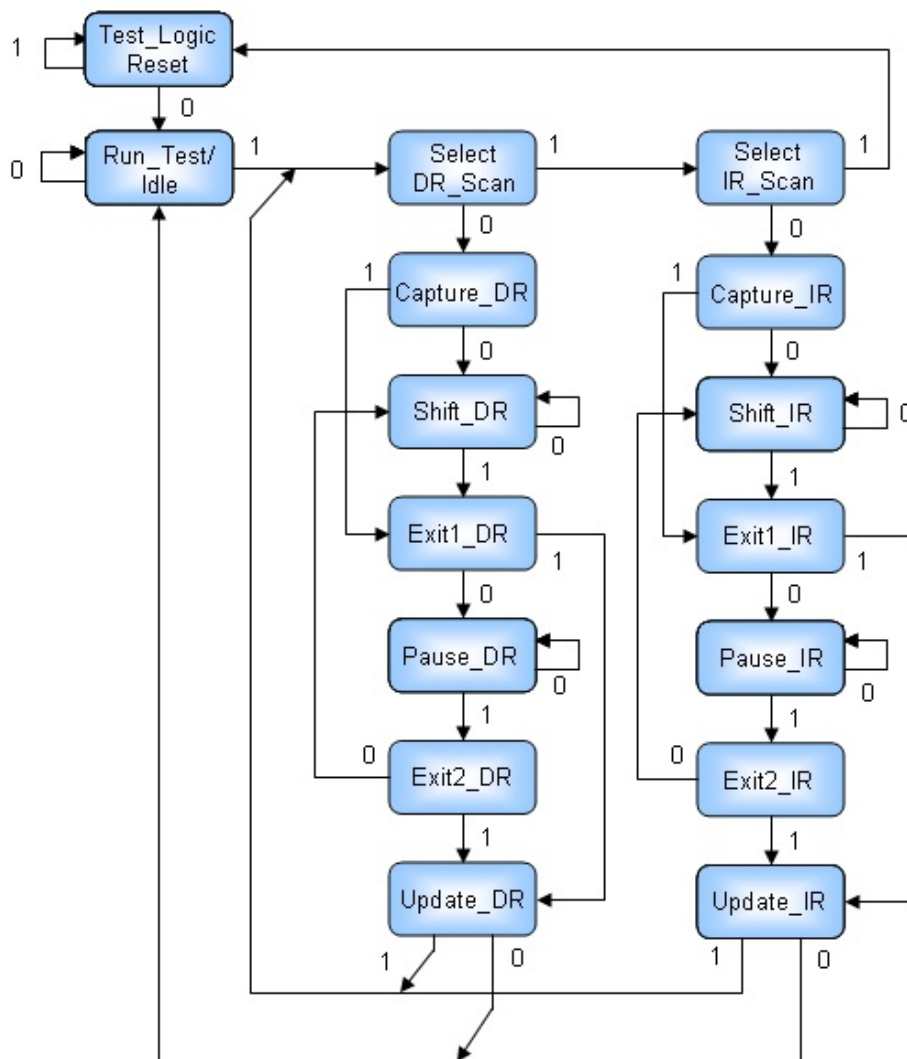 Test_Logic
Reset
1
0
Run_Test/
Idle
0
1
Select
DR_Scan
1
Select
IR_Scan
1
0
0
1
Capture_DR
1
Capture_IR
0
0
Shift_DR
0
Shift_IR
0
1
1
Exit1_DR
1
Exit1_IR
1
0
0
Pause_DR
0
Pause_IR
0
1
1
0
Exit2_DR
0
Exit2_IR
1
1
Update_DR
Update_IR
1
0
1
0